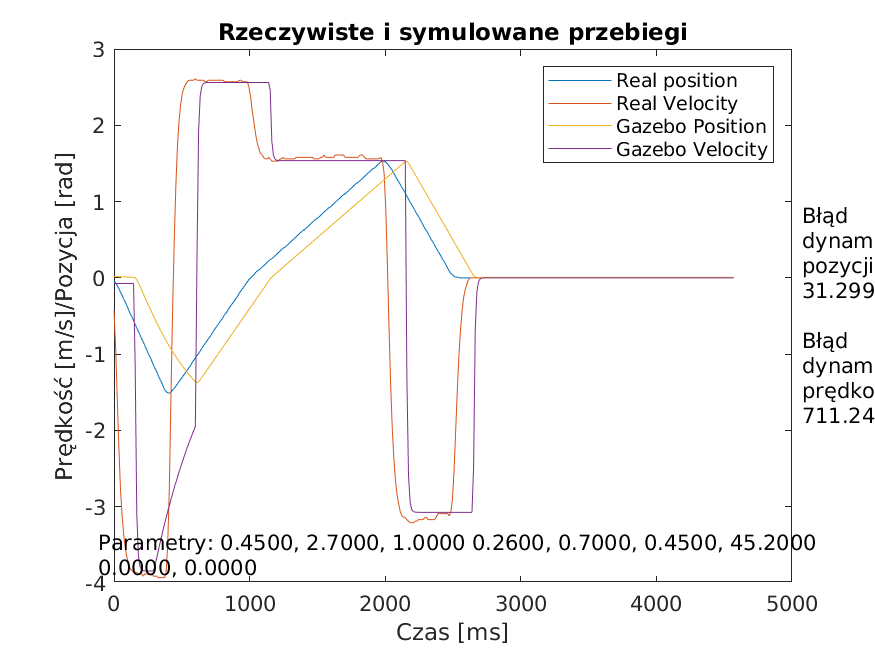 Rzeczywiste i symulowane przebiegi
3
2
1
0
-1
-2
-3
-4
Prędkość [m/s]/Pozycja [rad]
Real position
Real Velocity
Gazebo Position
Gazebo Velocity
Błąd
dynam
pozycji
31.299
Błąd
dynam
prędko
711.24
Parametry: 0.4500, 2.7000, 1.0000 0.2600, 0.7000, 0.4500, 45.2000
0.0000, 0.0000
0 1000 2000 3000 4000 5000
Czas [ms]